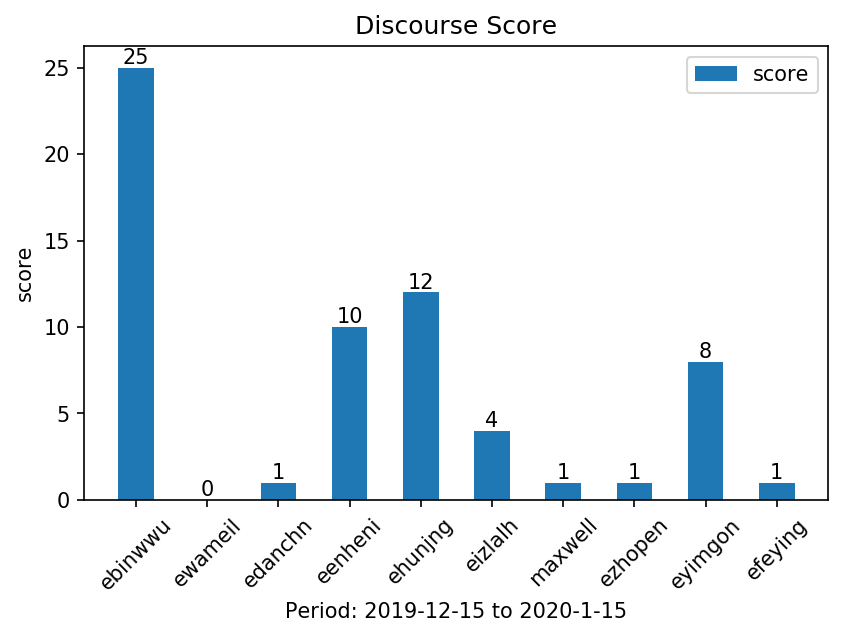 Discourse Score
score
25
20
15
10
5
0
score
25
0
1
10
12
4
1
1
8
1
ebinwwu
ewameil
edanchn
eenheni
ehunjng
eizlalh
maxwell
ezhopen
eyimgon
efeying
Period: 2019-12-15 to 2020-1-15